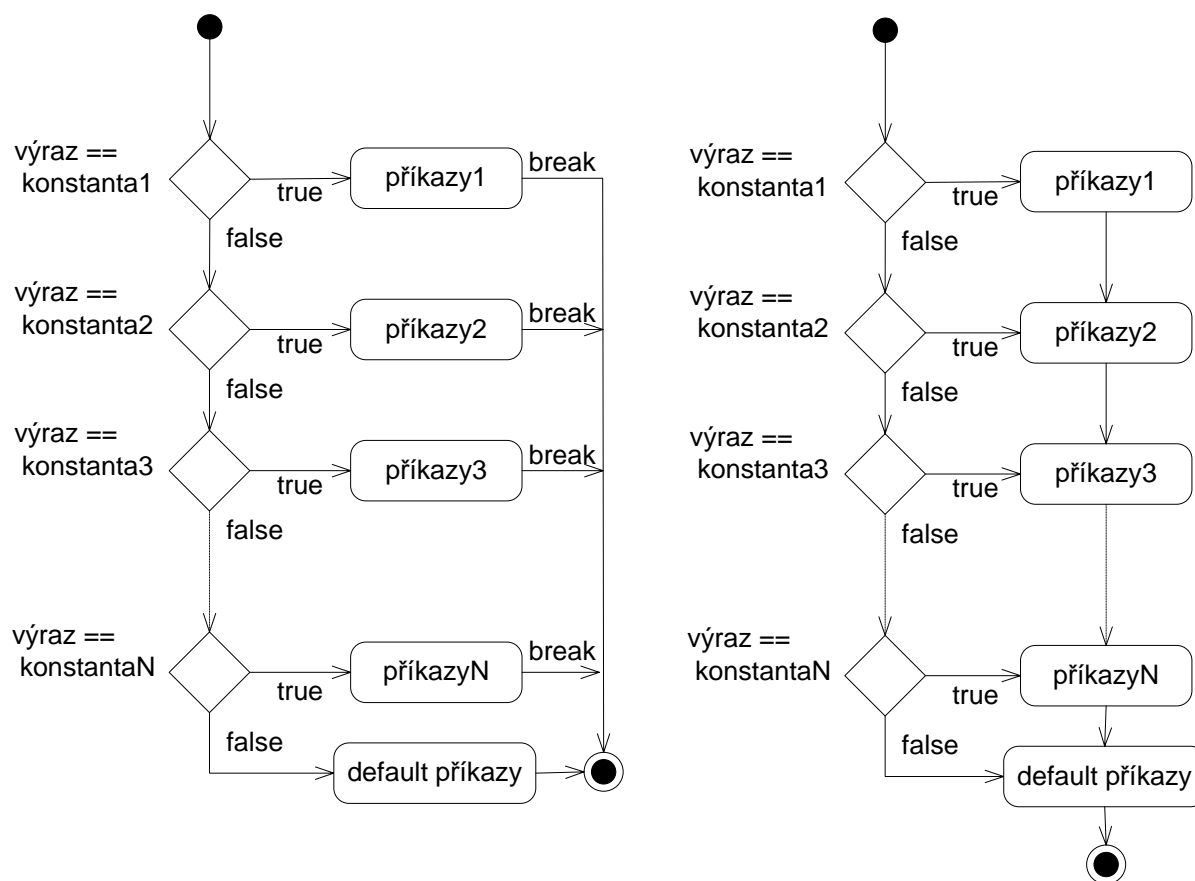 výraz ==
konstanta1
true
příkazy1
break
false
výraz ==
konstanta2
true
příkazy2
break
false
výraz ==
konstanta3
true
příkazy3
break
false
výraz ==
konstantaN
true
příkazyN
break
false
default příkazy
výraz ==
konstanta1
true
příkazy1
false
výraz ==
konstanta2
true
příkazy2
false
výraz ==
konstanta3
true
příkazy3
false
výraz ==
konstantaN
true
příkazyN
false
default příkazy